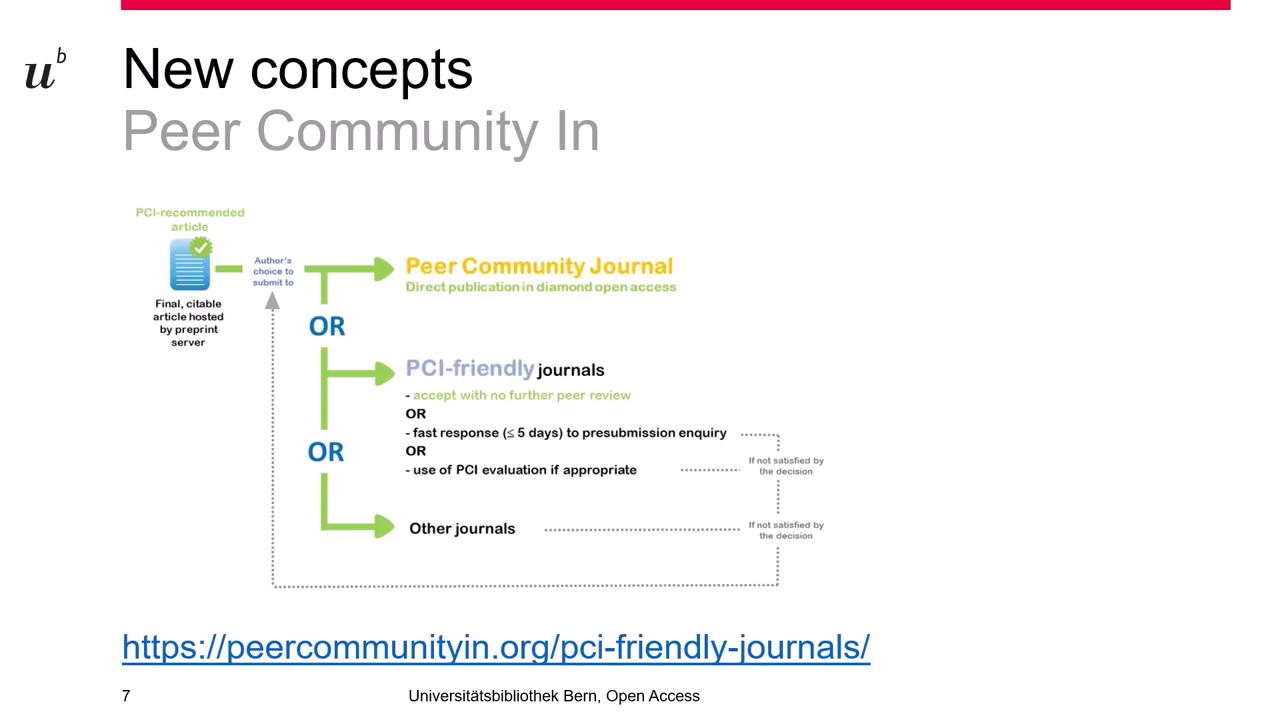 u b
New concepts
Peer Community In
PCI-recommended
article
Final, citable
article hosted
by preprint
server
Author's
choice to
submit to
OR
OR
Peer Community Journal
Direct publication in diamond open access
PCI-friendly journals
- accept with no further peer review
OR
- fast response (≤ 5 days) to presubmission enquiry
OR
- use of PCI evaluation if appropriate
If not satisfied by
the decision
Other journals
If not satisfied by
the decision
https://peercommunityin.org/pci-friendly-journals/
7
Universitätsbibliothek Bern, Open Access